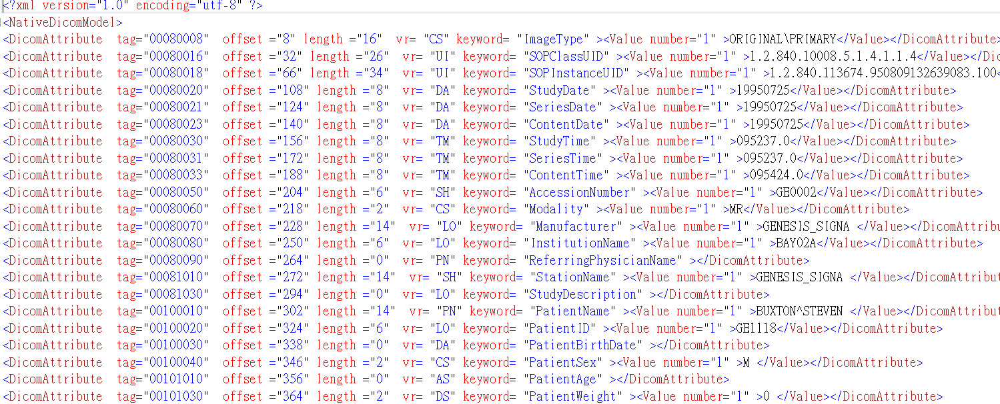 <?xml version="1.0" encoding="utf-8" ?>
<NativeDicomModel>
<DicomAttribute  tag="00080008"  offset ="8" length ="16"  vr= "CS" keyword= "ImageType" ><Value number="1" >ORIGINAL\PRIMARY</Value></DicomAttribute>
<DicomAttribute  tag="00080016"  offset ="32" length ="26"  vr= "UI" keyword= "SOPClassUID" ><Value number="1" >1.2.840.10008.5.1.4.1.1.4</Value></Dic
<DicomAttribute  tag="00080018"  offset ="66" length ="34"  vr= "UI" keyword= "SOPInstanceUID" ><Value number="1" >1.2.840.113674.950809132639083.100<
<DicomAttribute  tag="00080020"  offset ="108" length ="8"  vr= "DA" keyword= "StudyDate" ><Value number="1" >19950725</Value></DicomAttribute>
<DicomAttribute  tag="00080021"  offset ="124" length ="8"  vr= "DA" keyword= "SeriesDate" ><Value number="1" >19950725</Value></DicomAttribute>
<DicomAttribute  tag="00080023"  offset ="140" length ="8"  vr= "DA" keyword= "ContentDate" ><Value number="1" >19950725</Value></DicomAttribute>
<DicomAttribute  tag="00080030"  offset ="156" length ="8"  vr= "TM" keyword= "StudyTime" ><Value number="1" >095237.0</Value></DicomAttribute>
<DicomAttribute  tag="00080031"  offset ="172" length ="8"  vr= "TM" keyword= "SeriesTime" ><Value number="1" >095237.0</Value></DicomAttribute>
<DicomAttribute  tag="00080033"  offset ="188" length ="8"  vr= "TM" keyword= "ContentTime" ><Value number="1" >095424.0</Value></DicomAttribute>
<DicomAttribute  tag="00080050"  offset ="204" length ="6"  vr= "SH" keyword= "AccessionNumber" ><Value number="1" >GE0002</Value></DicomAttribute>
<DicomAttribute  tag="00080060"  offset ="218" length ="2"  vr= "CS" keyword= "Modality" ><Value number="1" >MR</Value></DicomAttribute>
<DicomAttribute  tag="00080070"  offset ="228" length ="14"  vr= "LO" keyword= "Manufacturer" ><Value number="1" >GENESIS_SIGNA </Value></DicomAttribu
<DicomAttribute  tag="00080080"  offset ="250" length ="6"  vr= "LO" keyword= "InstitutionName" ><Value number="1" >BAY02A</Value></DicomAttribute>
<DicomAttribute  tag="00080090"  offset ="264" length ="0"  vr= "PN" keyword= "ReferringPhysicianName" ></DicomAttribute>
<DicomAttribute  tag="00081010"  offset ="272" length ="14"  vr= "SH" keyword= "StationName" ><Value number="1" >GENESIS_SIGNA </Value></DicomAttribut
<DicomAttribute  tag="00081030"  offset ="294" length ="0"  vr= "LO" keyword= "StudyDescription" ></DicomAttribute>
<DicomAttribute  tag="00100010"  offset ="302" length ="14"  vr= "PN" keyword= "PatientName" ><Value number="1" >BUXTON^STEVEN </Value></DicomAttribut
<DicomAttribute  tag="00100020"  offset ="324" length ="6"  vr= "LO" keyword= "PatientID" ><Value number="1" >GE1118</Value></DicomAttribute>
<DicomAttribute  tag="00100030"  offset ="338" length ="0"  vr= "DA" keyword= "PatientBirthDate" ></DicomAttribute>
<DicomAttribute  tag="00100040"  offset ="346" length ="2"  vr= "CS" keyword= "PatientSex" ><Value number="1" >M </Value></DicomAttribute>
<DicomAttribute  tag="00101010"  offset ="356" length ="0"  vr= "AS" keyword= "PatientAge" ></DicomAttribute>
<DicomAttribute  tag="00101030"  offset ="364" length ="2"  vr= "DS" keyword= "PatientWeight" ><Value number="1" >0 </Value></DicomAttribute>